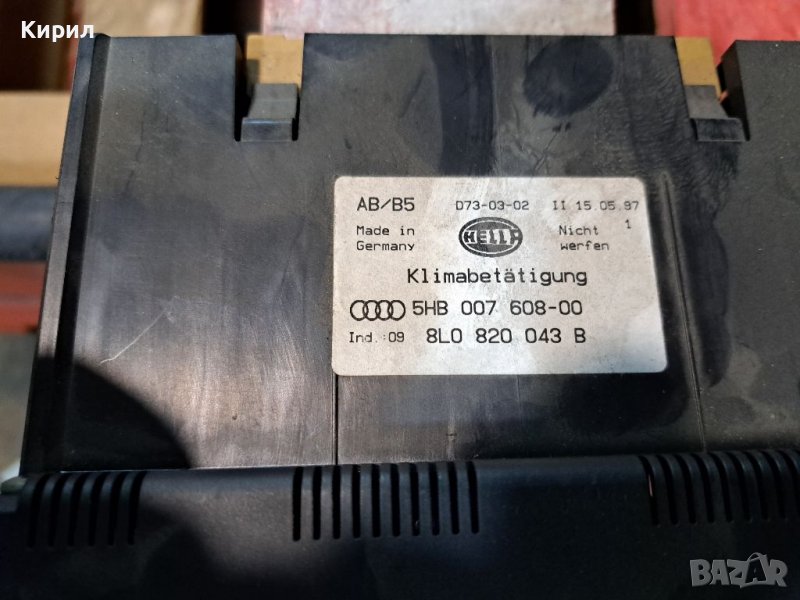 Кирил
AB/B5 D73-03-02 II 15.05.97
Made in Germany HELLA Nicht werfen 1
Klimabetätigung
5HB 007 608-00
Ind.:09 8L0 820 043 B
BAZAR